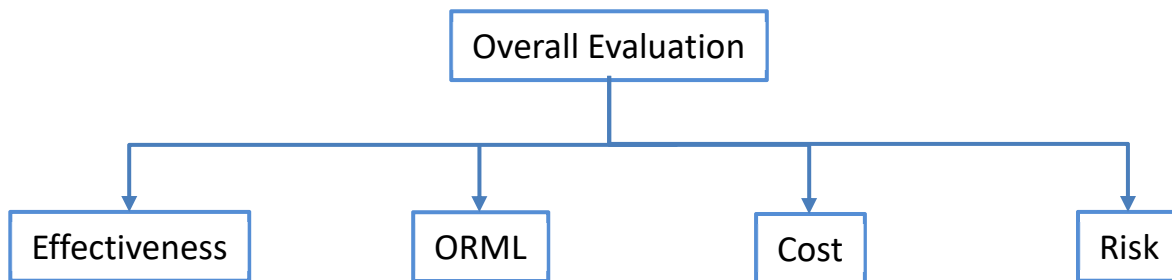 Overall Evaluation
Effectiveness
ORML
Cost
Risk